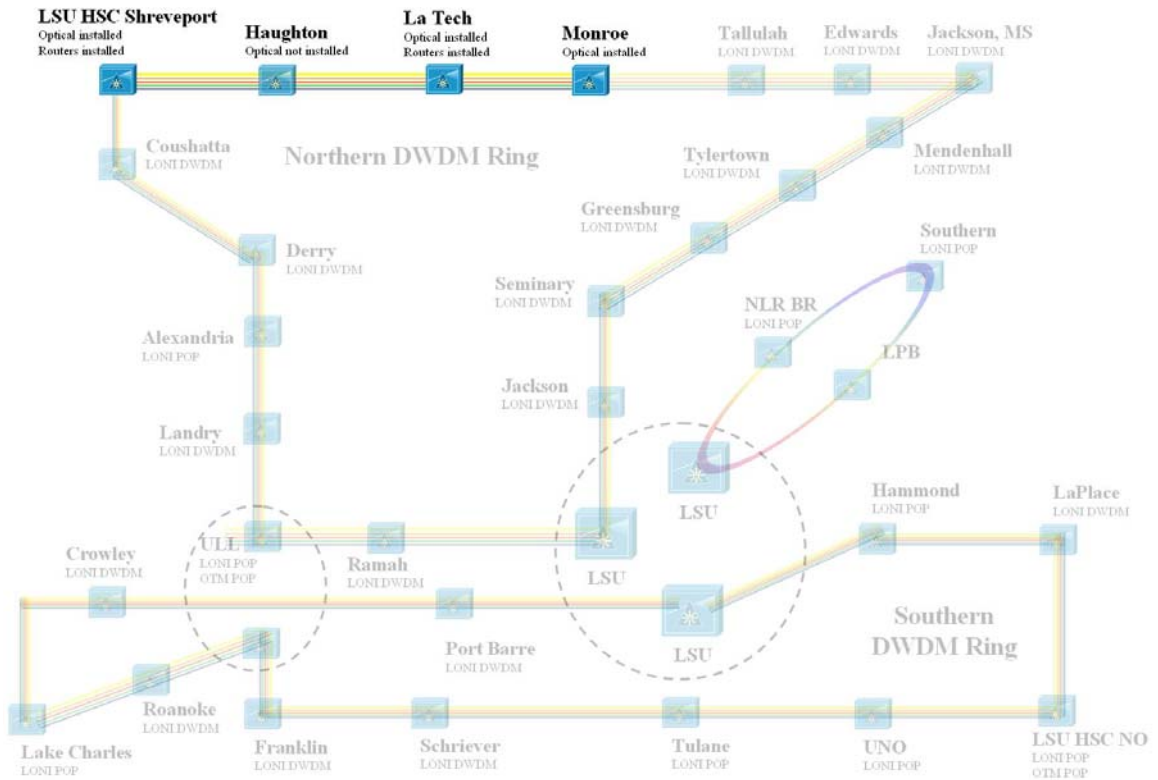 LSU HSC Shreveport
Optical installed
Routers installed
Haughton
Optical not installed
La Tech
Optical installed
Routers installed
Monroe
Optical installed
Tallulah
LONI DWDM
Edwards
LONI DWDM
Jackson, MS
LONI DWDM
Coushatta
LONI DWDM
Northern DWDM Ring
Mendenhall
LONI DWDM
Tylertown
LONI DWDM
Greensburg
LONI DWDM
Derry
LONI DWDM
Southern
LONI POP
Seminary
LONI DWDM
NLR BR
LONI POP
Alexandria
LONI POP
LPB
Jackson
LONI DWDM
Landry
LONI DWDM
LSU
Hammond
LONI POP
LaPlace
LONI DWDM
ULL
LONI POP
OTM POP
Ramah
LONI DWDM
LSU
Crowley
LONI DWDM
Port Barre
LONI DWDM
LSU
Southern
DWDM Ring
Roanoke
LONI DWDM
Lake Charles
LONI POP
Franklin
LONI DWDM
Schriever
LONI DWDM
Tulane
LONI POP
UNO
LONI POP
LSU HSC NO
LONI POP
OTM POP